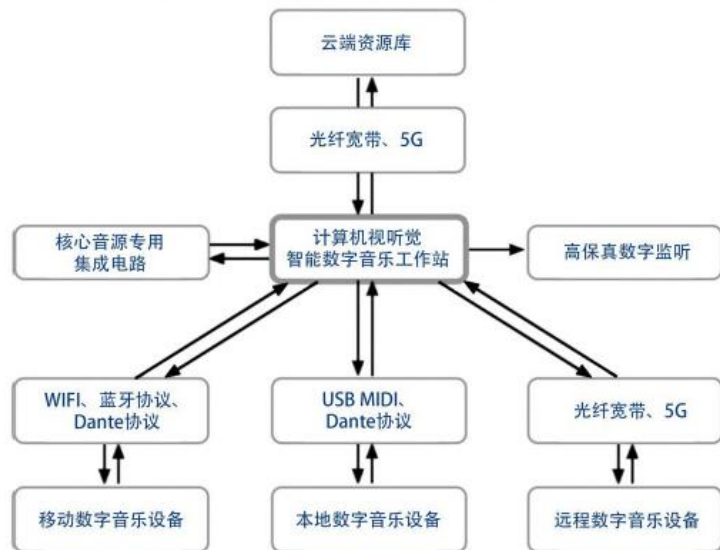 云端资源库
光纤宽带、5G
核心音源专用
集成电路
计算机视听觉
智能数字音乐工作站
高保真数字监听
WIFI、蓝牙协议、
Dante协议
USB MIDI、
Dante协议
光纤宽带、5G
移动数字音乐设备
本地数字音乐设备
远程数字音乐设备